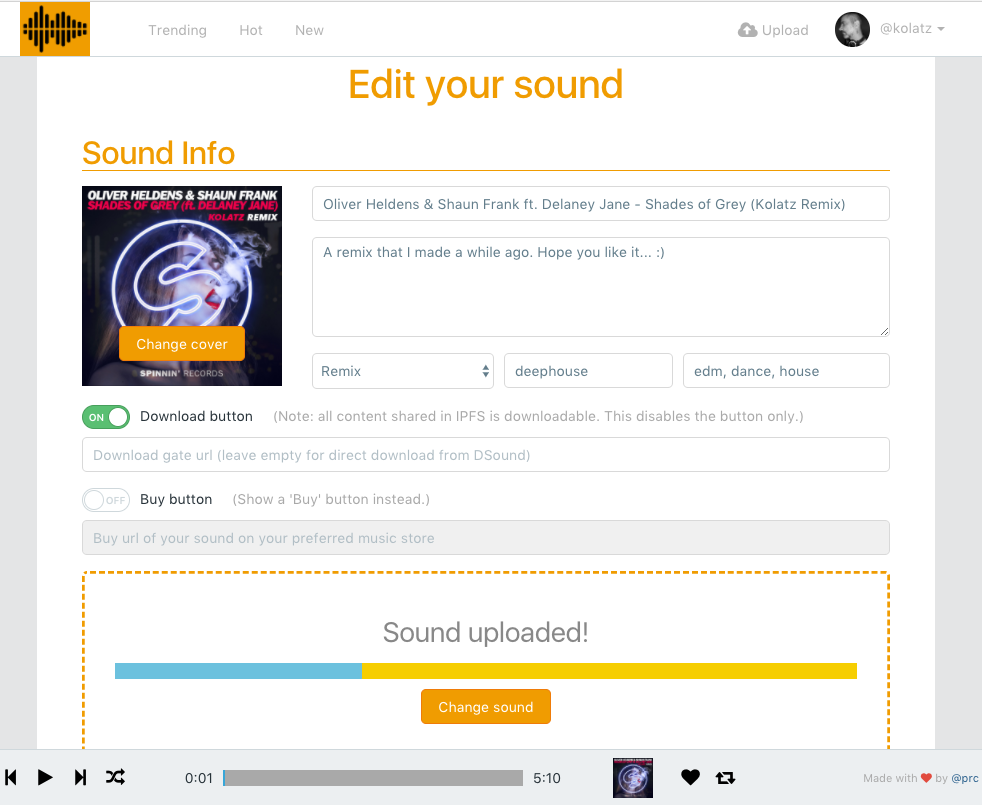 Trending Hot New Upload @kolatz
Edit your sound
Sound Info
OLIVER HELDENS & SHAUN FRANK
SHADES OF GREY (ft. DELANEY JANE)
KOLATZ REMIX
Change cover
SPINNIN' RECORDS
Oliver Heldens & Shaun Frank ft. Delaney Jane - Shades of Grey (Kolatz Remix)
A remix that I made a while ago. Hope you like it... :)
Remix deephouse edm, dance, house
ON Download button (Note: all content shared in IPFS is downloadable. This disables the button only.)
Download gate url (leave empty for direct download from DSound)
OFF Buy button (Show a 'Buy' button instead.)
Buy url of your sound on your preferred music store
Sound uploaded!
Change sound
0:01 5:10 Made with ❤ by @prc